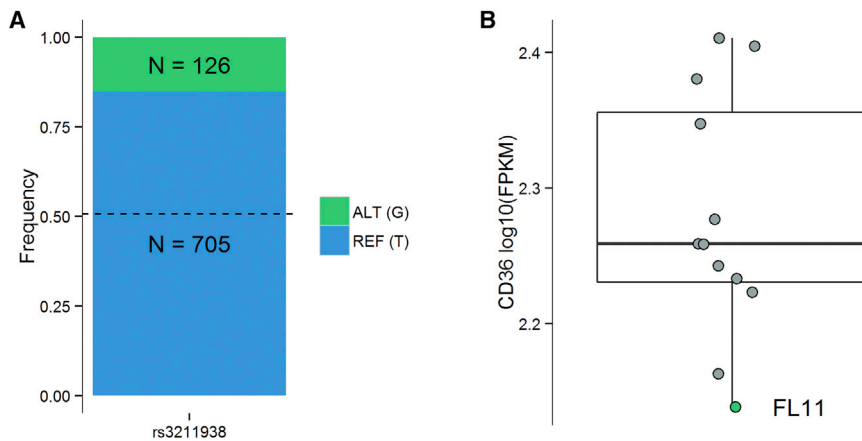 A
1.00
0.75
0.50
0.25
0.00
Frequency
N = 126
N = 705
rs3211938
ALT (G)
REF (T)
B
2.4
2.3
2.2
CD36 log10(FPKM)
FL11